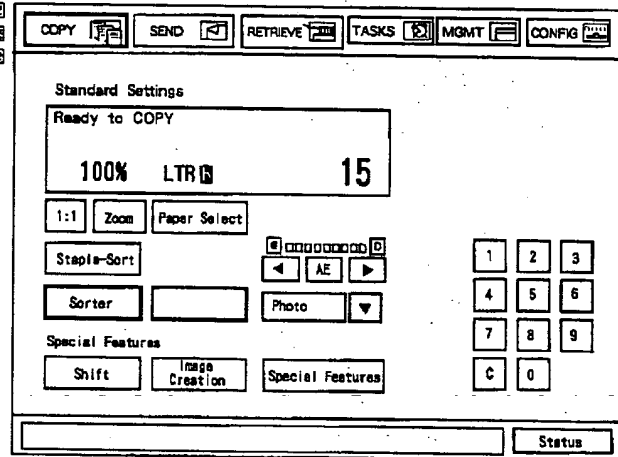 COPY SEND RETRIEVE TASKS MGMT CONFIG
Standard Settings
Ready to COPY
100% LTR 15
1:1 Zoom Paper Select
Staple-Sort
AE
1 2 3
Sorter
Photo
4 5 6
Special Features
7 8 9
Shift
Image Creation
Special Features
C 0
Status